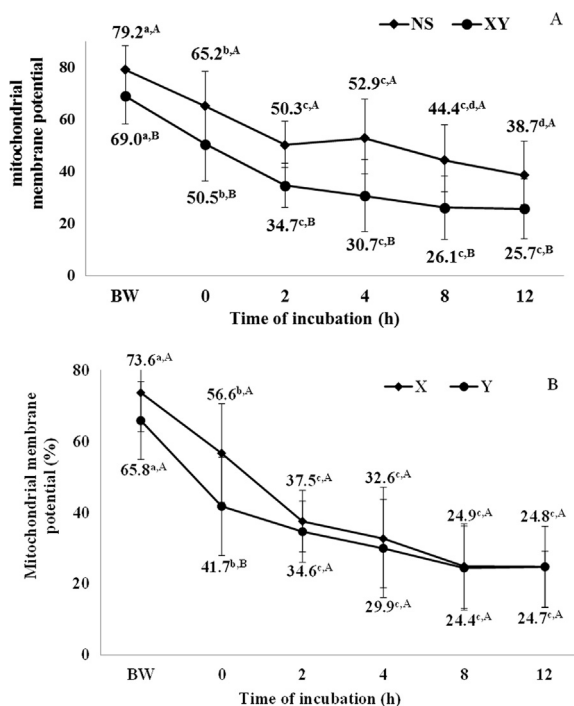 A
NS XY
79.2a,A
65.2b,A
50.3c,A
52.9c,A
44.4c,d,A
38.7d,A
80
60
40
20
0
mitochondrial
membrane potential
69.0a,B
50.5b,B
34.7c,B
30.7c,B
26.1c,B
25.7c,B
BW 0 2 4 8 12
Time of incubation (h)
B
X Y
73.6a,A
56.6b,A
37.5c,A
32.6c,A
24.9c,A
24.8c,A
80
60
40
20
0
Mitochondrial membrane
potential (%)
65.8a,A
41.7b,B
34.6c,A
29.9c,A
24.4c,A
24.7c,A
BW 0 2 4 8 12
Time of incubation (h)